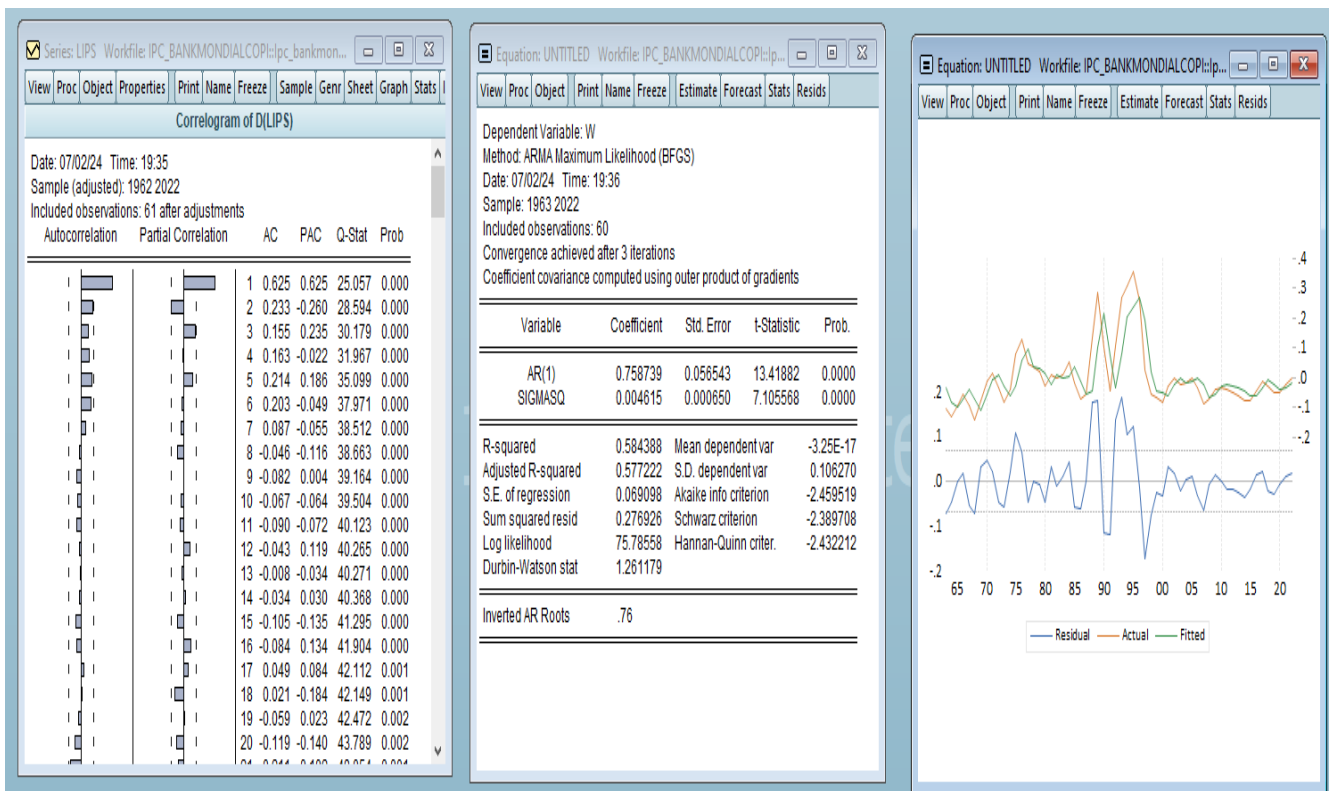 Series: LIPS Workfile: IPC_BANKMONDIALCOPI::Ipc_bankmon...
View Proc Object Properties Print Name Freeze Sample Genr Sheet Graph Stats
Correlogram of D(LIPS)
Date: 07/02/24 Time: 19:35
Sample (adjusted): 1962 2022
Included observations: 61 after adjustments
Autocorrelation Partial Correlation AC PAC Q-Stat Prob
1 0.625 0.625 25.057 0.000
2 0.233 -0.260 28.594 0.000
3 0.155 0.235 30.179 0.000
4 0.163 -0.022 31.967 0.000
5 0.214 0.186 35.099 0.000
6 0.203 -0.049 37.971 0.000
7 0.087 -0.055 38.512 0.000
8 -0.046 -0.116 38.663 0.000
9 -0.082 0.004 39.164 0.000
10 -0.067 -0.064 39.504 0.000
11 -0.090 -0.072 40.123 0.000
12 -0.043 0.119 40.265 0.000
13 -0.008 -0.034 40.271 0.000
14 -0.034 0.030 40.368 0.000
15 -0.105 -0.135 41.295 0.000
16 -0.084 0.134 41.904 0.000
17 0.049 0.084 42.112 0.001
18 0.021 -0.184 42.149 0.001
19 -0.059 0.023 42.472 0.002
20 -0.119 -0.140 43.789 0.002
Equation: UNTITLED Workfile: IPC_BANKMONDIALCOPI::Ip...
View Proc Object Print Name Freeze Estimate Forecast Stats Resids
Dependent Variable: W
Method: ARMA Maximum Likelihood (BFGS)
Date: 07/02/24 Time: 19:36
Sample: 1963 2022
Included observations: 60
Convergence achieved after 3 iterations
Coefficient covariance computed using outer product of gradients
Variable Coefficient Std. Error t-Statistic Prob.
AR(1) 0.758739 0.056543 13.41882 0.0000
SIGMASQ 0.004615 0.000650 7.105568 0.0000
R-squared 0.584388 Mean dependent var -3.25E-17
Adjusted R-squared 0.577222 S.D. dependent var 0.106270
S.E. of regression 0.069098 Akaike info criterion -2.459519
Sum squared resid 0.276926 Schwarz criterion -2.389708
Log likelihood 75.78558 Hannan-Quinn criter. -2.432212
Durbin-Watson stat 1.261179
Inverted AR Roots .76
Equation: UNTITLED Workfile: IPC_BANKMONDIALCOPI::Ip...
View Proc Object Print Name Freeze Estimate Forecast Stats Resids
.4
.3
.2
.1
.0
-.1
-.2
.2
.1
.0
-.1
-.2
65 70 75 80 85 90 95 00 05 10 15 20
Residual Actual Fitted